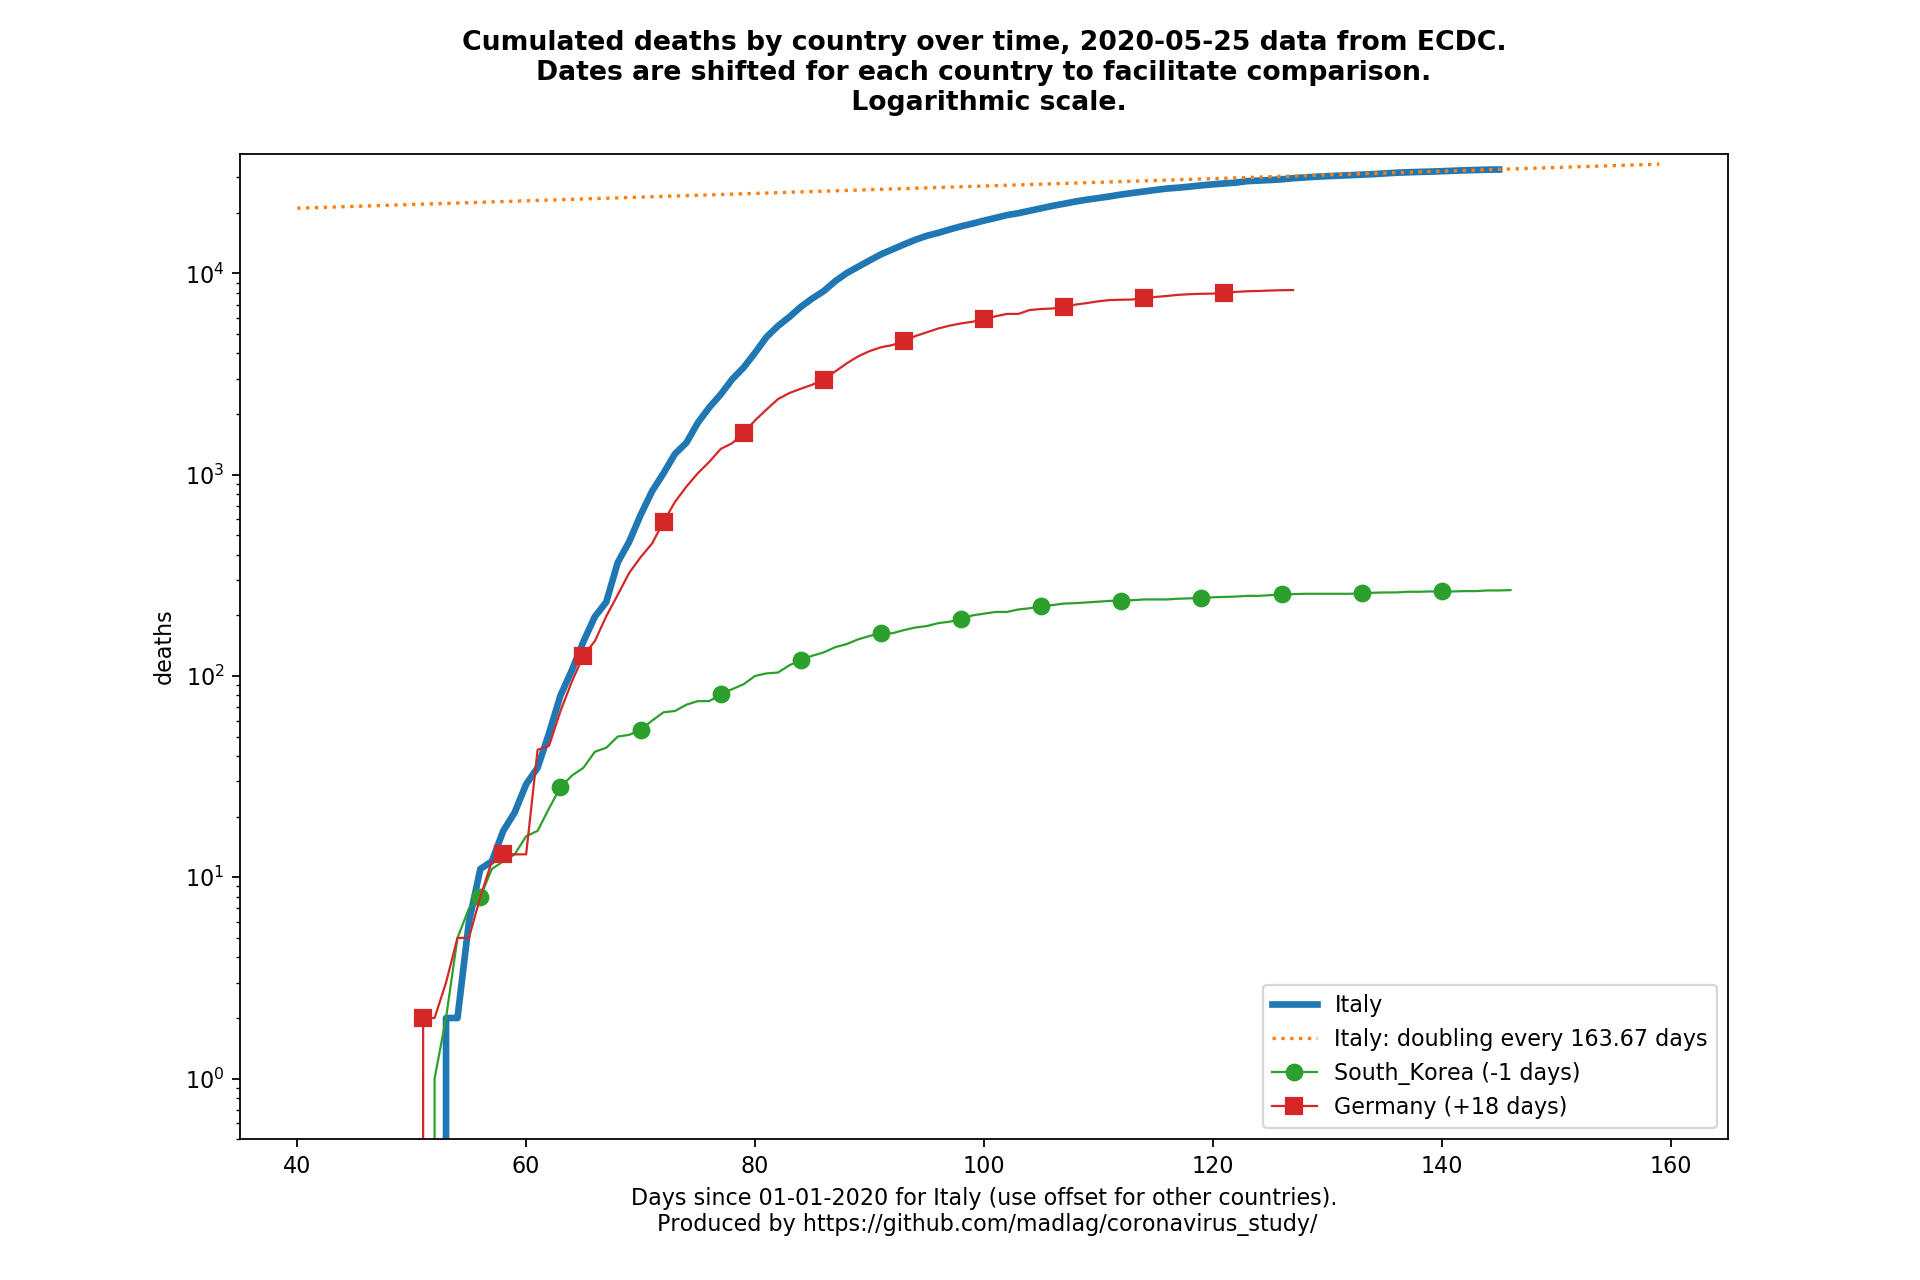 Cumulated deaths by country over time, 2020-05-25 data from ECDC.
Dates are shifted for each country to facilitate comparison.
Logarithmic scale.
deaths
10⁴
10³
10²
10¹
10⁰
Italy
Italy: doubling every 163.67 days
South_Korea (-1 days)
Germany (+18 days)
40 60 80 100 120 140 160
Days since 01-01-2020 for Italy (use offset for other countries).
Produced by https://github.com/madlag/coronavirus_study/